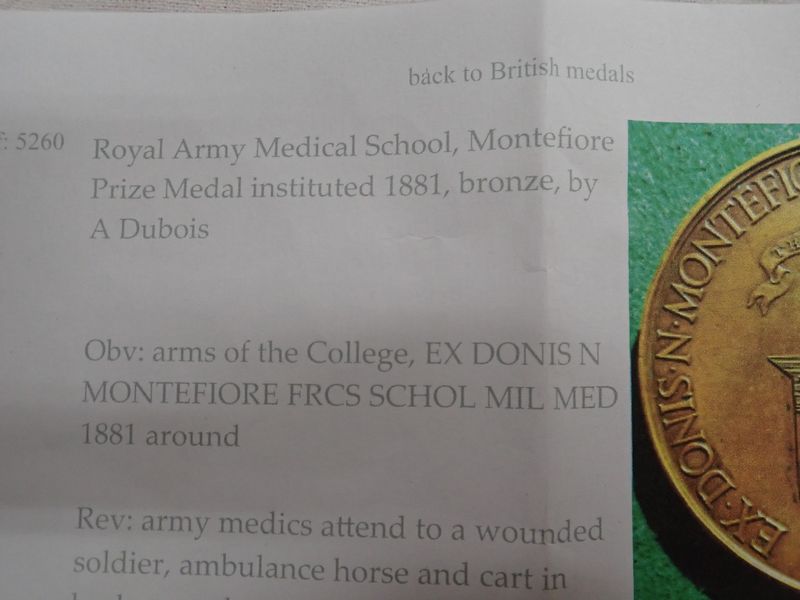 back to British medals
f: 5260
Royal Army Medical School, Montefiore
Prize Medal instituted 1881, bronze, by
A Dubois
Obv: arms of the College, EX DONIS N
MONTEFIORE FRCS SCHOL MIL MED
1881 around
Rev: army medics attend to a wounded
soldier, ambulance horse and cart in
EX·DONIS·N·MONTEFIO